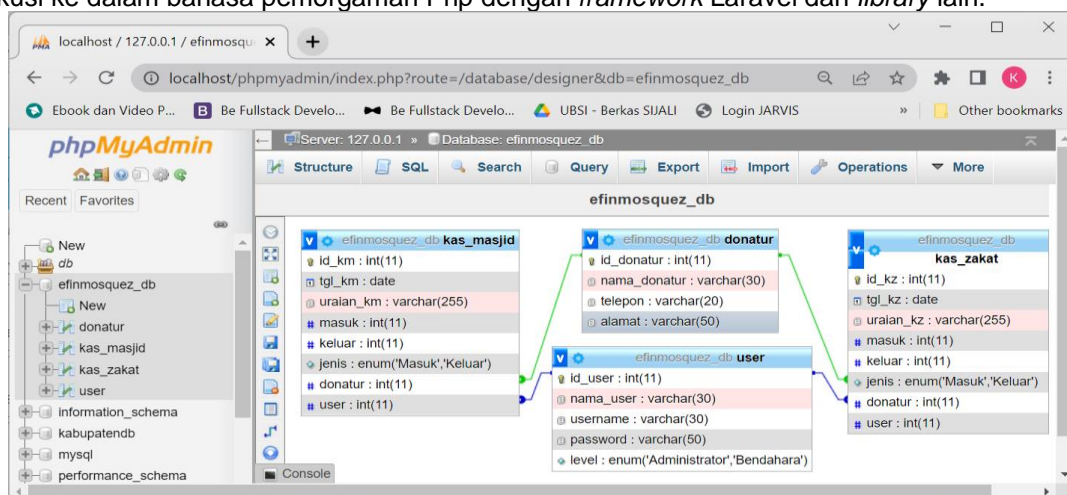 kusi ke dalam bahasa pemorgaman Php dengan framework Laravel dan library lain.
PMA localhost / 127.0.0.1 / efinmosqu
localhost/phpmyadmin/index.php?route=/database/designer&db=efinmosquez_db
K
Ebook dan Video P... B Be Fullstack Develo... Be Fullstack Develo... UBSI - Berkas SIJALI Login JARVIS » Other bookmarks
phpMyAdmin
Recent Favorites
New
db
efinmosquez_db
New
donatur
kas_masjid
kas_zakat
user
information_schema
kabupatendb
mysql
performance_schema
Server: 127.0.0.1 » Database: efinmosquez_db
Structure SQL Search Query Export Import Operations More
efinmosquez_db
v efinmosquez_db kas_masjid
id_km : int(11)
tgl_km : date
uraian_km : varchar(255)
# masuk : int(11)
# keluar : int(11)
jenis : enum('Masuk','Keluar')
# donatur : int(11)
# user : int(11)
v efinmosquez_db donatur
id_donatur : int(11)
nama_donatur : varchar(30)
telepon : varchar(20)
alamat : varchar(50)
v efinmosquez_db user
id_user : int(11)
nama_user : varchar(30)
username : varchar(30)
password : varchar(50)
level : enum('Administrator','Bendahara')
v efinmosquez_db
kas_zakat
id_kz : int(11)
tgl_kz : date
uraian_kz : varchar(255)
# masuk : int(11)
# keluar : int(11)
jenis : enum('Masuk','Keluar')
# donatur : int(11)
# user : int(11)
Console